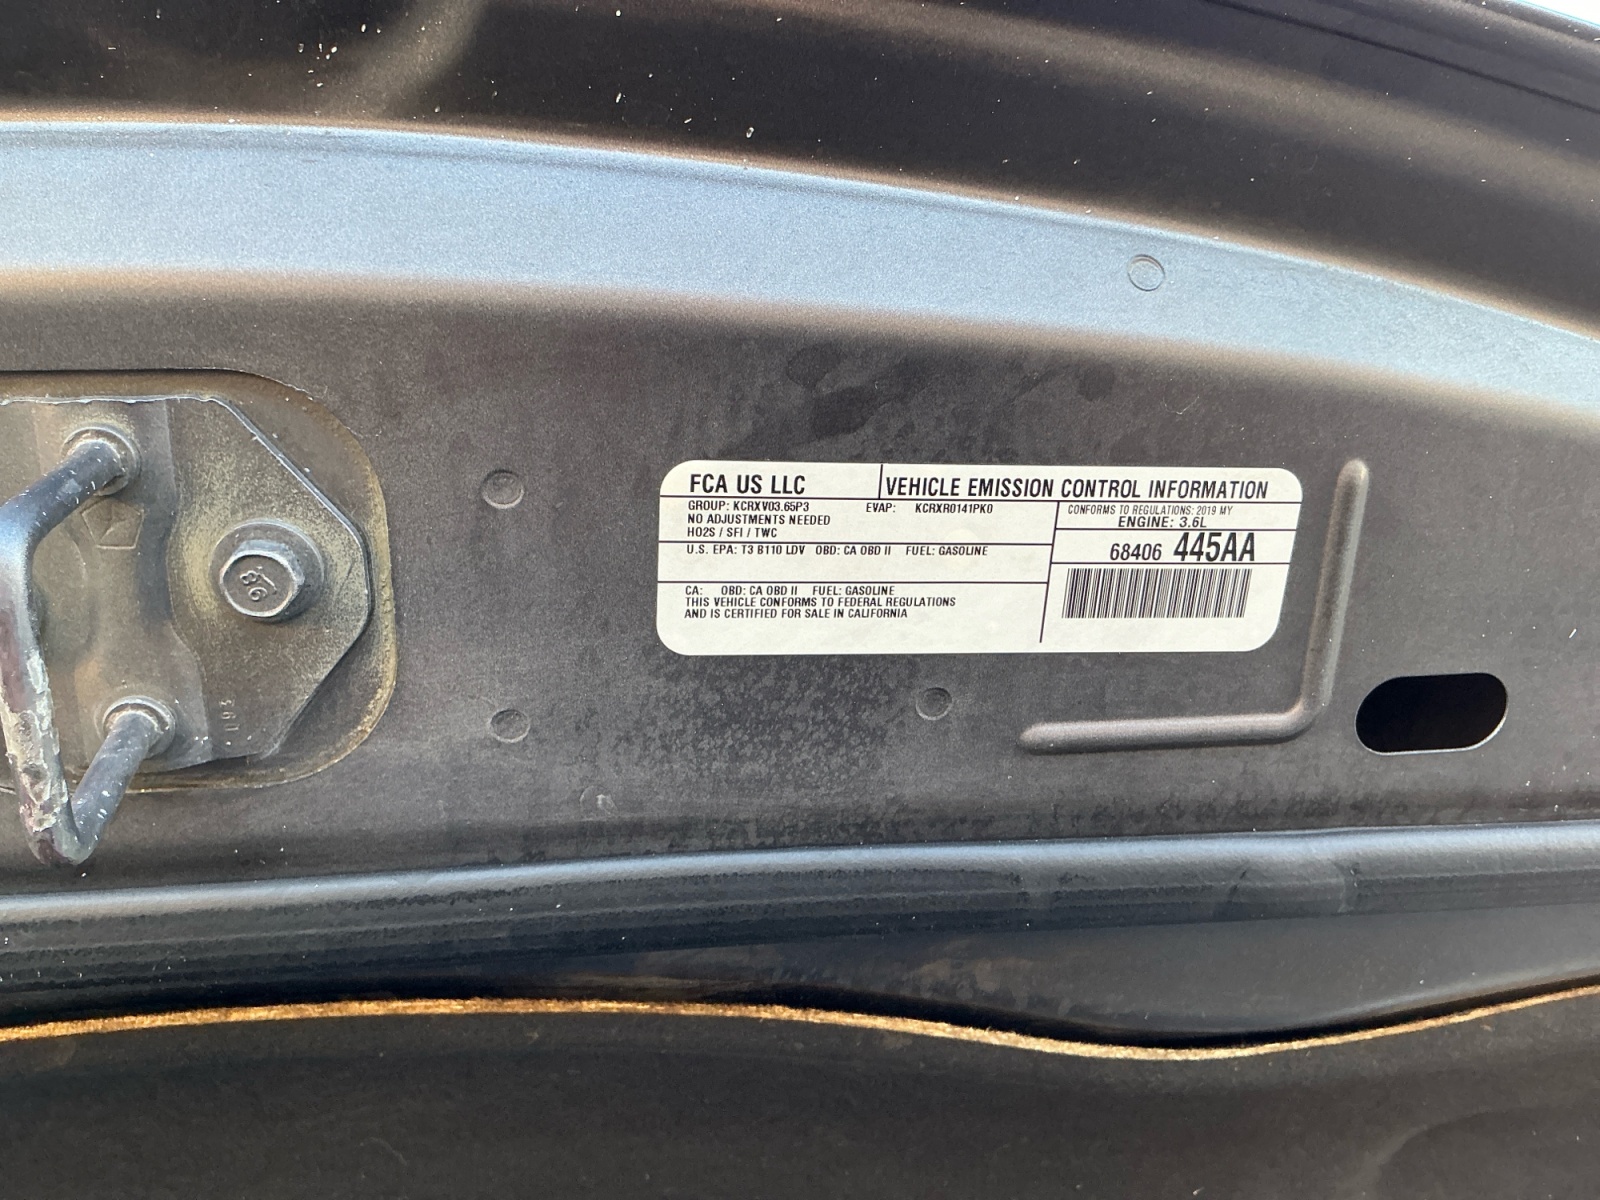 FCA US LLC
VEHICLE EMISSION CONTROL INFORMATION
GROUP: KCRXV03.65P3 EVAP: KCRXR0141PK0
NO ADJUSTMENTS NEEDED
HO2S / SFI / TWC
CONFORMS TO REGULATIONS: 2019 MY
ENGINE: 3.6L
U.S. EPA: T3 B110 LDV OBD: CA OBD II FUEL: GASOLINE
68406 445AA
CA: OBD: CA OBD II FUEL: GASOLINE
THIS VEHICLE CONFORMS TO FEDERAL REGULATIONS
AND IS CERTIFIED FOR SALE IN CALIFORNIA